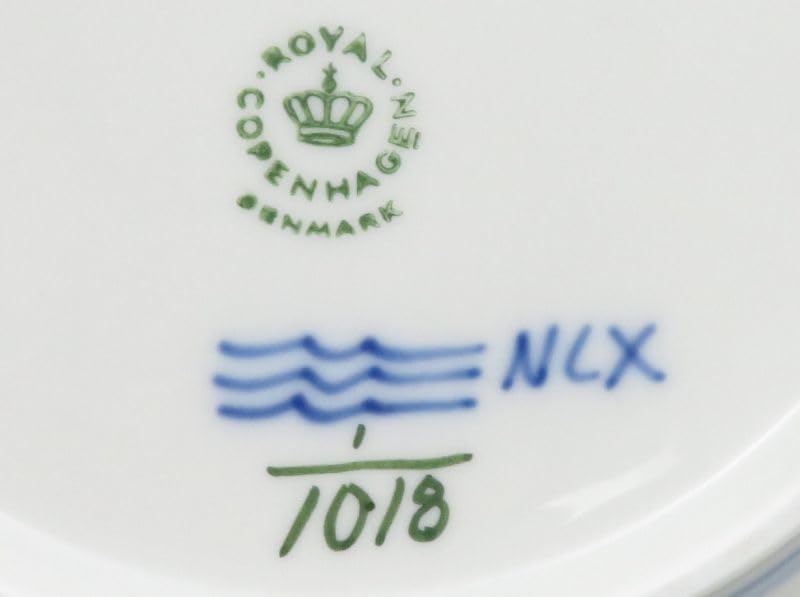 ROYAL
COPENHAGEN
DENMARK
NLX
1
1018